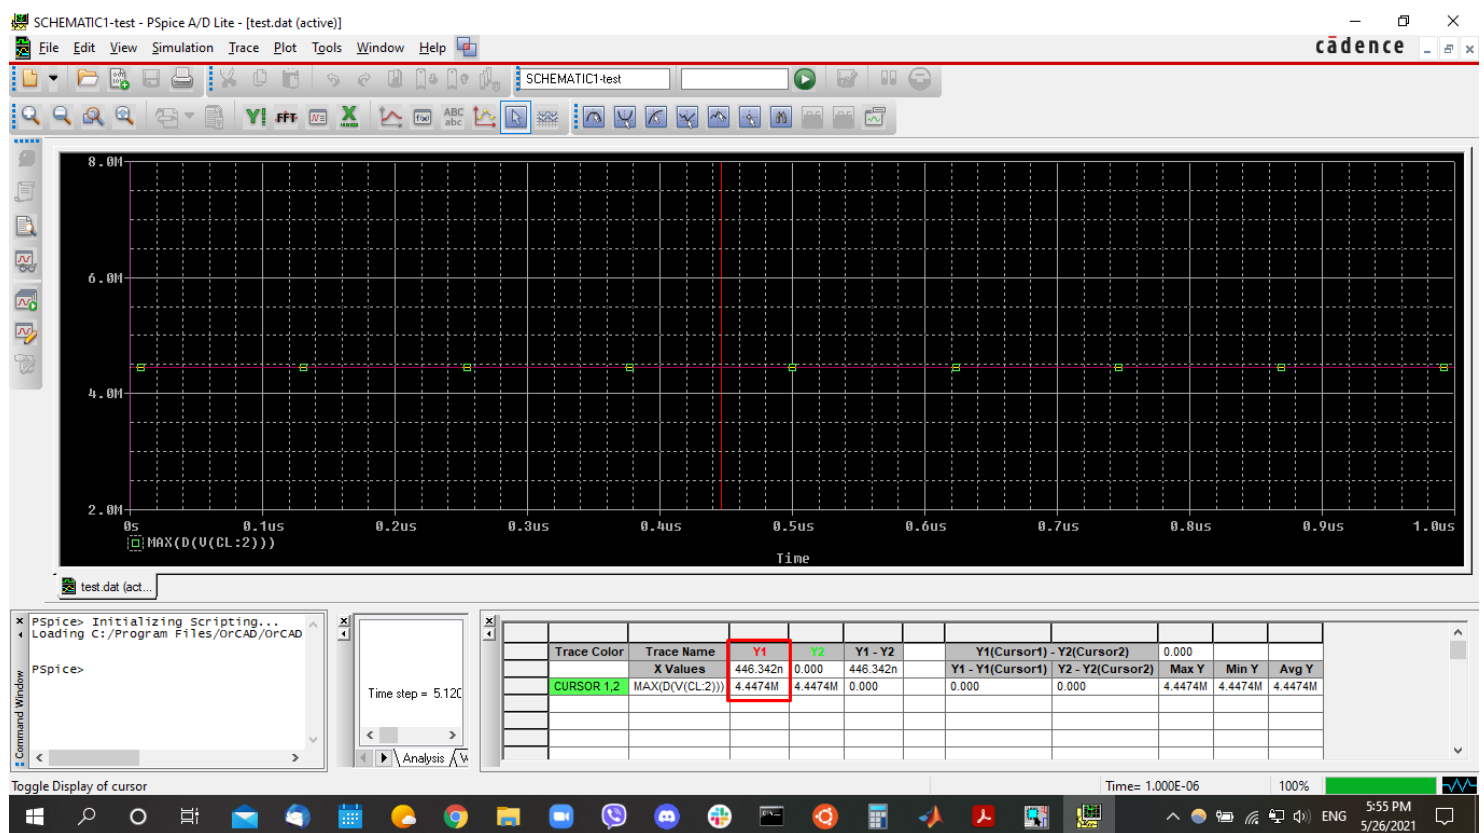 SCHEMATIC1-test - PSpice A/D Lite - [test.dat (active)]
File Edit View Simulation Trace Plot Tools Window Help
cādence
SCHEMATIC1-test
8.0M
6.0M
4.0M
2.0M
0s 0.1us 0.2us 0.3us 0.4us 0.5us 0.6us 0.7us 0.8us 0.9us 1.0us
MAX(D(V(CL:2)))
Time
test.dat (act...
PSpice> Initializing Scripting...
Loading C:/Program Files/OrCAD/OrCAD
PSpice>
Command Window
Time step = 5.120
Analysis
Trace Color Trace Name Y1 Y2 Y1 - Y2 Y1(Cursor1) - Y2(Cursor2) 0.000
X Values 446.342n 0.000 446.342n Y1 - Y1(Cursor1) Y2 - Y2(Cursor2) Max Y Min Y Avg Y
CURSOR 1,2 MAX(D(V(CL:2))) 4.4474M 4.4474M 0.000 0.000 0.000 4.4474M 4.4474M 4.4474M
Toggle Display of cursor Time= 1.000E-06 100%
ENG
5:55 PM
5/26/2021